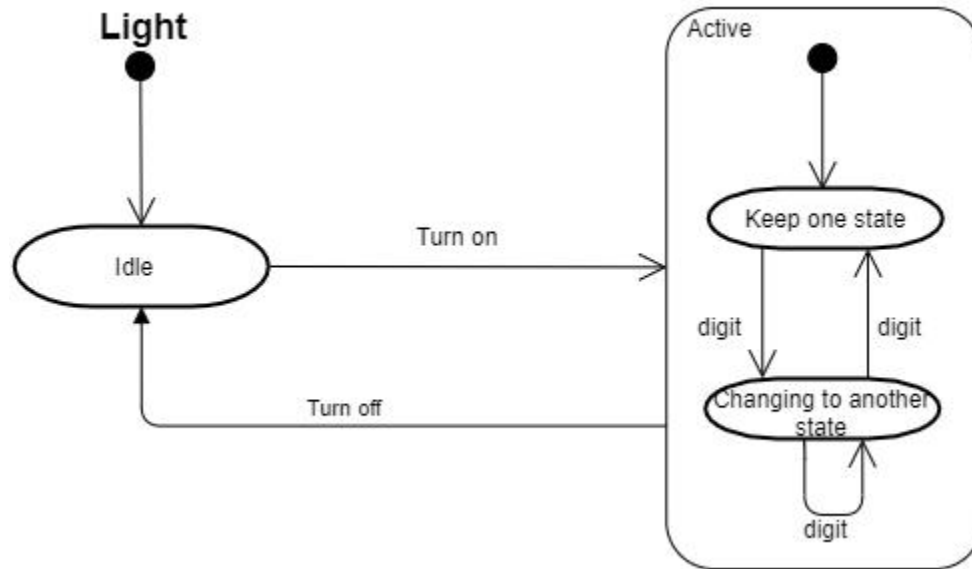 Light
Active
Keep one state
Turn on
Idle
digit
digit
Changing to another
state
Turn off
digit